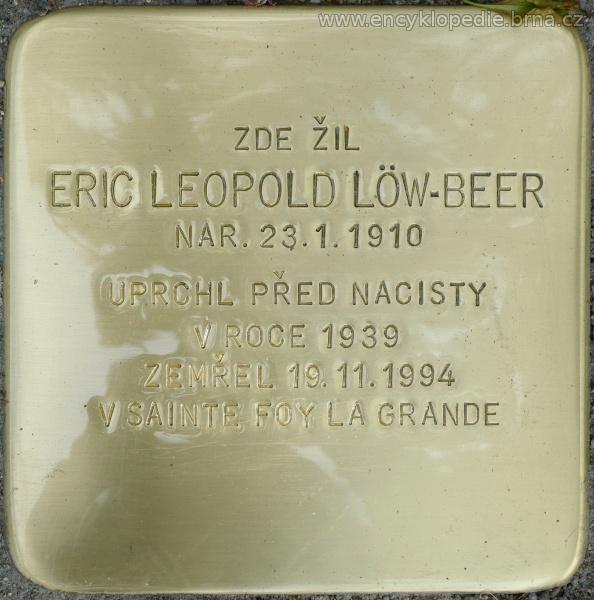 www.encyklopedie.brna.cz
ZDE ŽIL
ERIC LEOPOLD LÖW-BEER
NAR. 23.1.1910
UPRCHL PŘED NACISTY
V ROCE 1939
ZEMŘEL 19.11.1994
V SAINTE FOY LA GRANDE